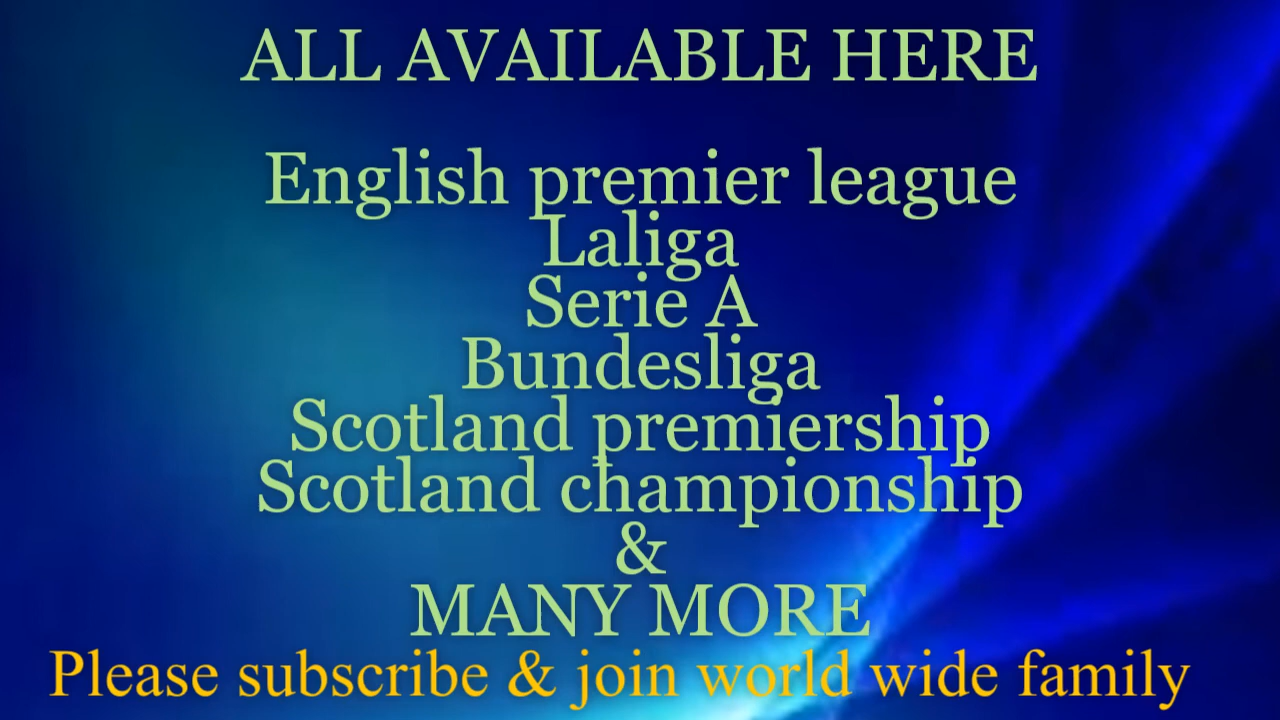 ALL AVAILABLE HERE
English premier league
Laliga
Serie A
Bundesliga
Scotland premiership
Scotland championship
&
MANY MORE
Please subscribe & join world wide family